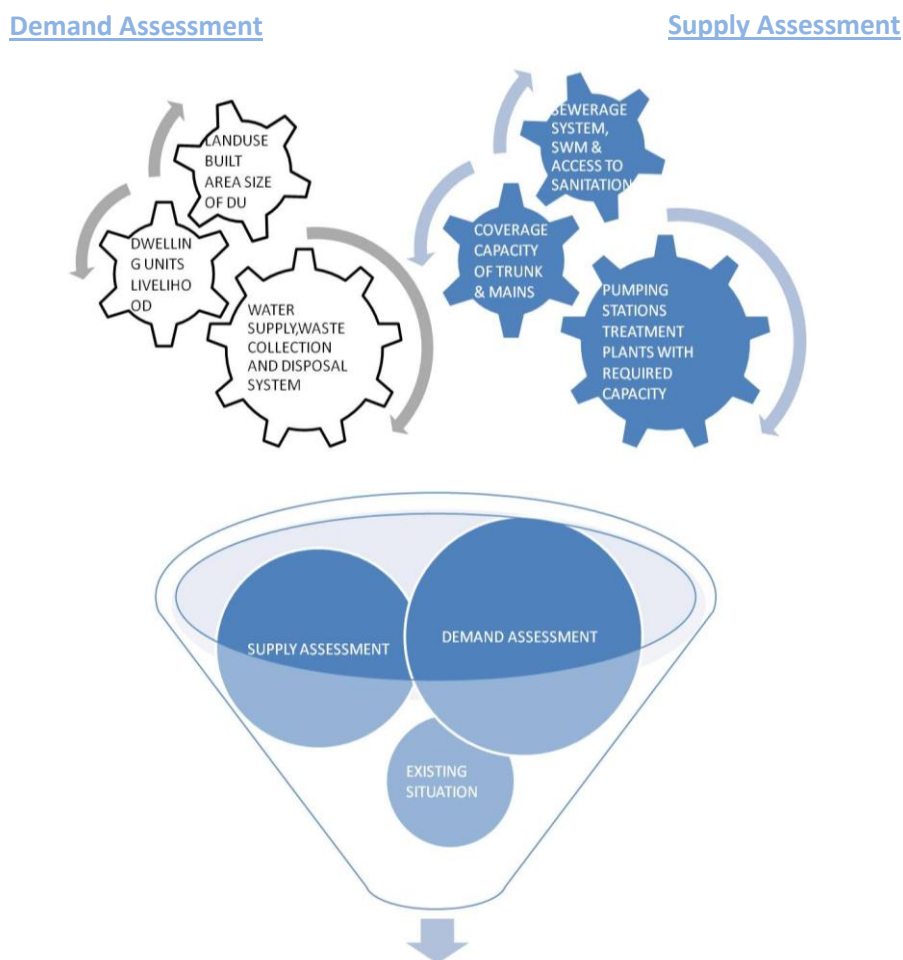 Demand Assessment
Supply Assessment
LANDUSE
BUILT
AREA SIZE
OF DU
DWELLIN
G UNITS
LIVELIHO
OD
WATER
SUPPLY,WASTE
COLLECTION
AND DISPOSAL
SYSTEM
SEWERAGE
SYSTEM,
SWM &
ACCESS TO
SANITATION
COVERAGE
CAPACITY
OF TRUNK
& MAINS
PUMPING
STATIONS
TREATMENT
PLANTS WITH
REQUIRED
CAPACITY
SUPPLY ASSESSMENT
DEMAND ASSESSMENT
EXISTING
SITUATION